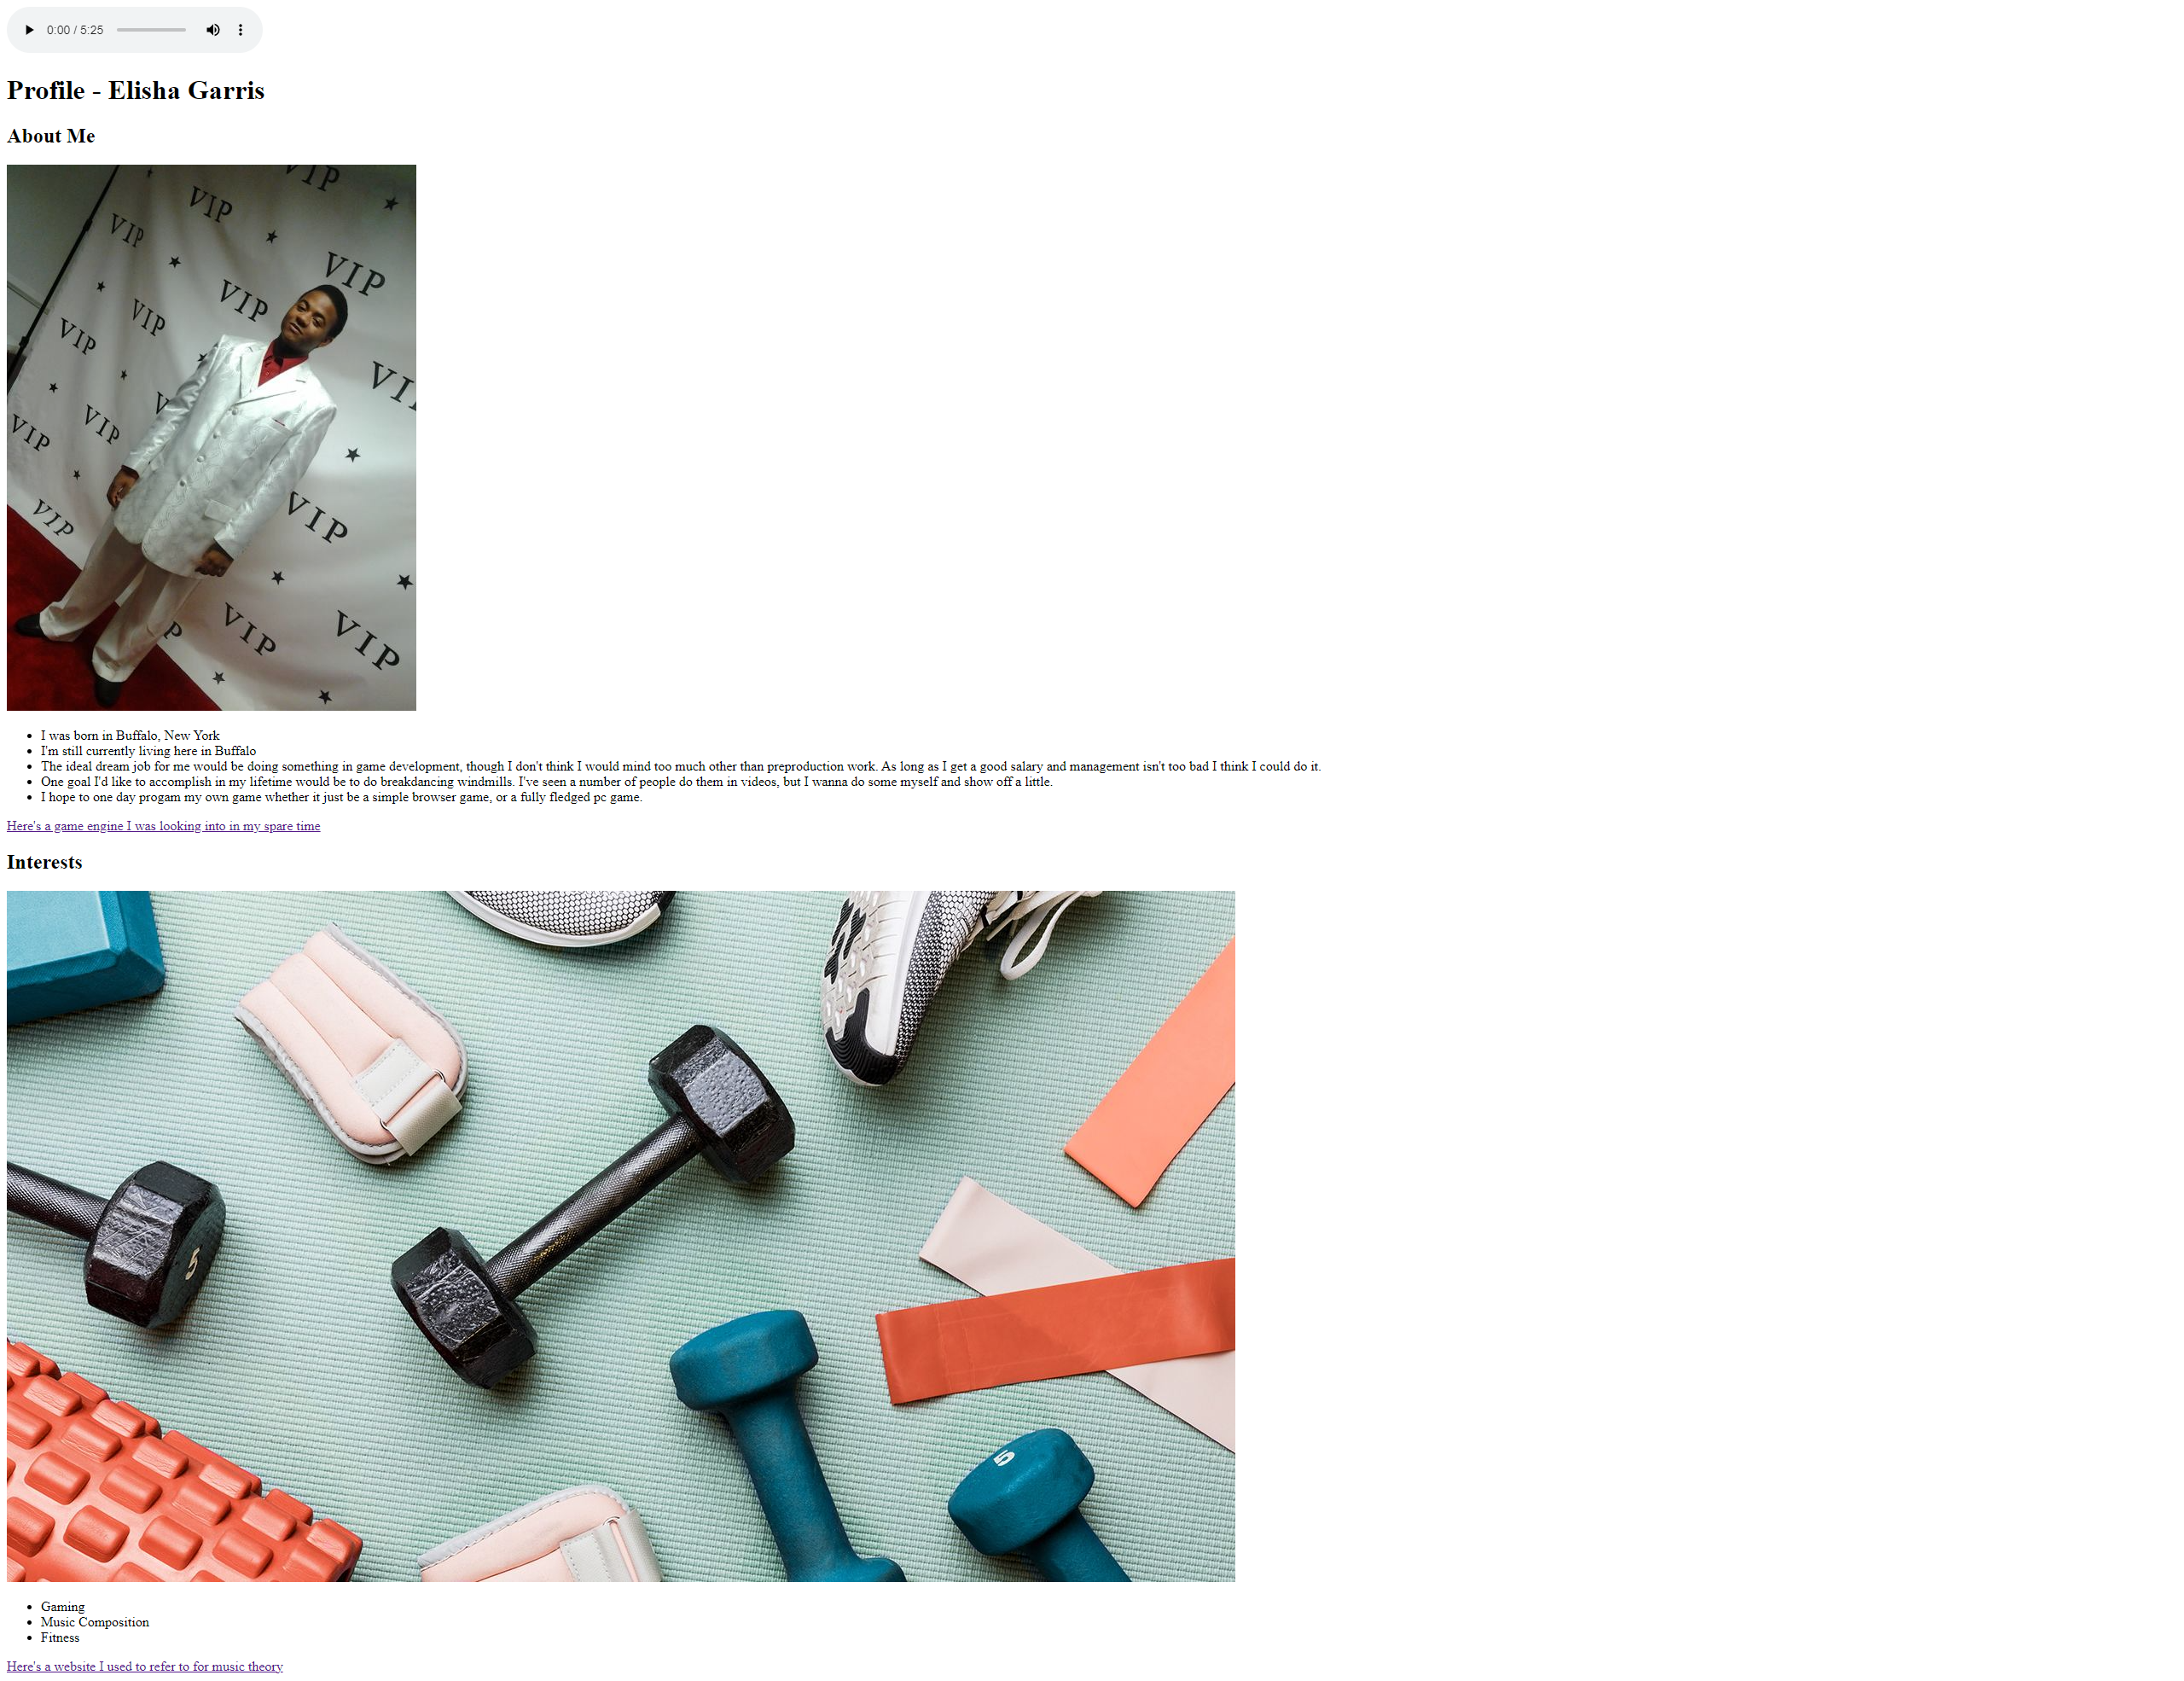 0:00 / 5:25
Profile - Elisha Garris
About Me
VIP
VIP
VIP
VIP
VIP
VIP
VIP
VI
V
VIP
VIP
VIP
VIP
VIP
VIP
P
I was born in Buffalo, New York
I'm still currently living here in Buffalo
The ideal dream job for me would be doing something in game development, though I don't think I would mind too much other than preproduction work. As long as I get a good salary and management isn't too bad I think I could do it.
One goal I'd like to accomplish in my lifetime would be to do breakdancing windmills. I've seen a number of people do them in videos, but I wanna do some myself and show off a little.
I hope to one day progam my own game whether it just be a simple browser game, or a fully fledged pc game.
Here's a game engine I was looking into in my spare time
Interests
5
5
Gaming
Music Composition
Fitness
Here's a website I used to refer to for music theory